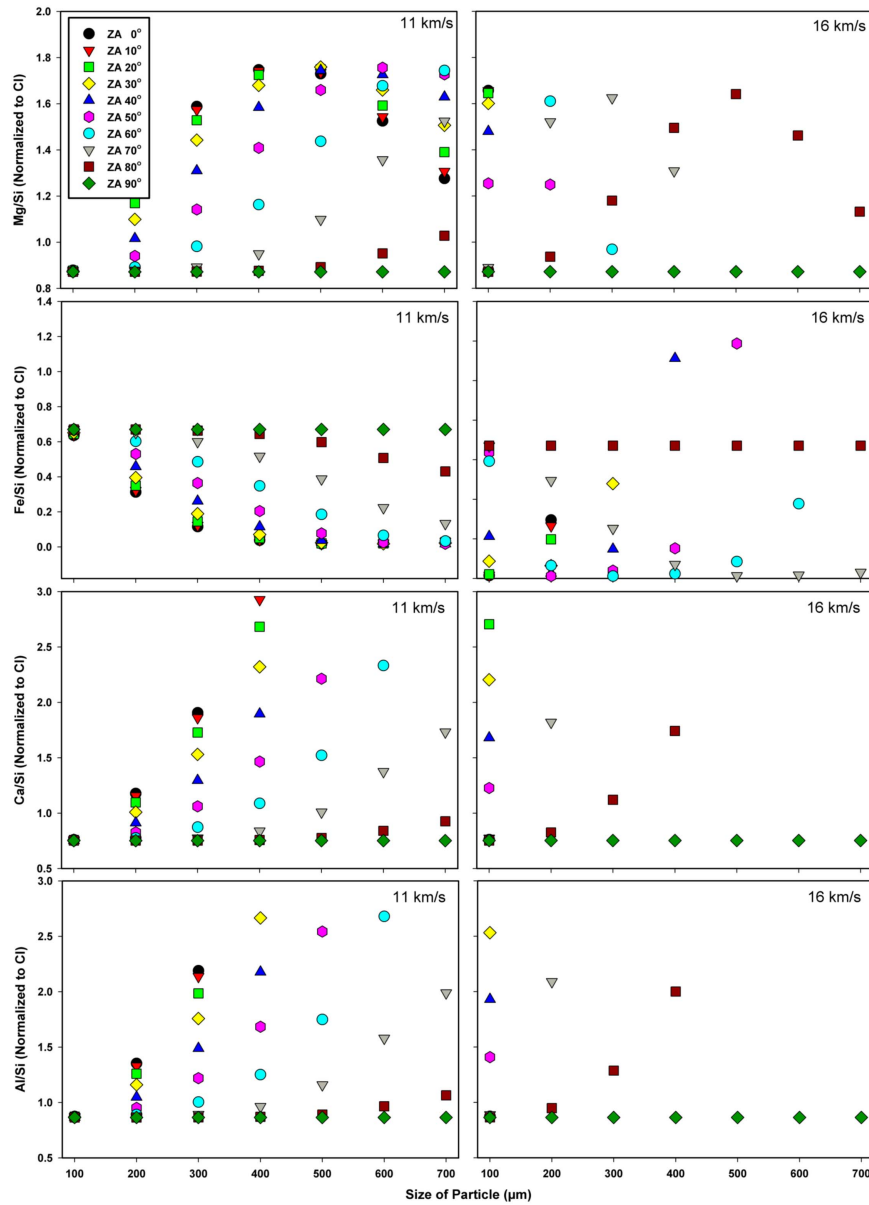 11 km/s
16 km/s
ZA 0°
ZA 10°
ZA 20°
ZA 30°
ZA 40°
ZA 50°
ZA 60°
ZA 70°
ZA 80°
ZA 90°
Mg/Si (Normalized to CI)
2.0
1.8
1.6
1.4
1.2
1.0
0.8
11 km/s
16 km/s
Fe/Si (Normalized to CI)
1.4
1.2
1.0
0.8
0.6
0.4
0.2
0.0
11 km/s
16 km/s
Ca/Si (Normalized to CI)
3.0
2.5
2.0
1.5
1.0
0.5
11 km/s
16 km/s
Al/Si (Normalized to CI)
3.0
2.5
2.0
1.5
1.0
0.5
100 200 300 400 500 600 700 100 200 300 400 500 600 700
Size of Particle (µm)